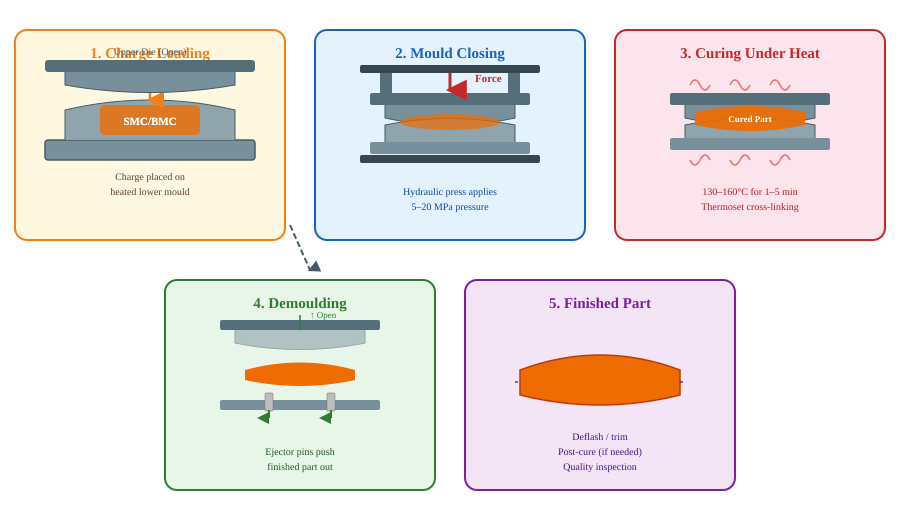 1. Charge Loading
Upper Die (Open)
SMC/BMC
Charge placed on
heated lower mould
2. Mould Closing
Force
Hydraulic press applies
5–20 MPa pressure
3. Curing Under Heat
Cured Part
130–160°C for 1–5 min
Thermoset cross-linking
4. Demoulding
↑ Open
Ejector pins push
finished part out
5. Finished Part
Deflash / trim
Post-cure (if needed)
Quality inspection